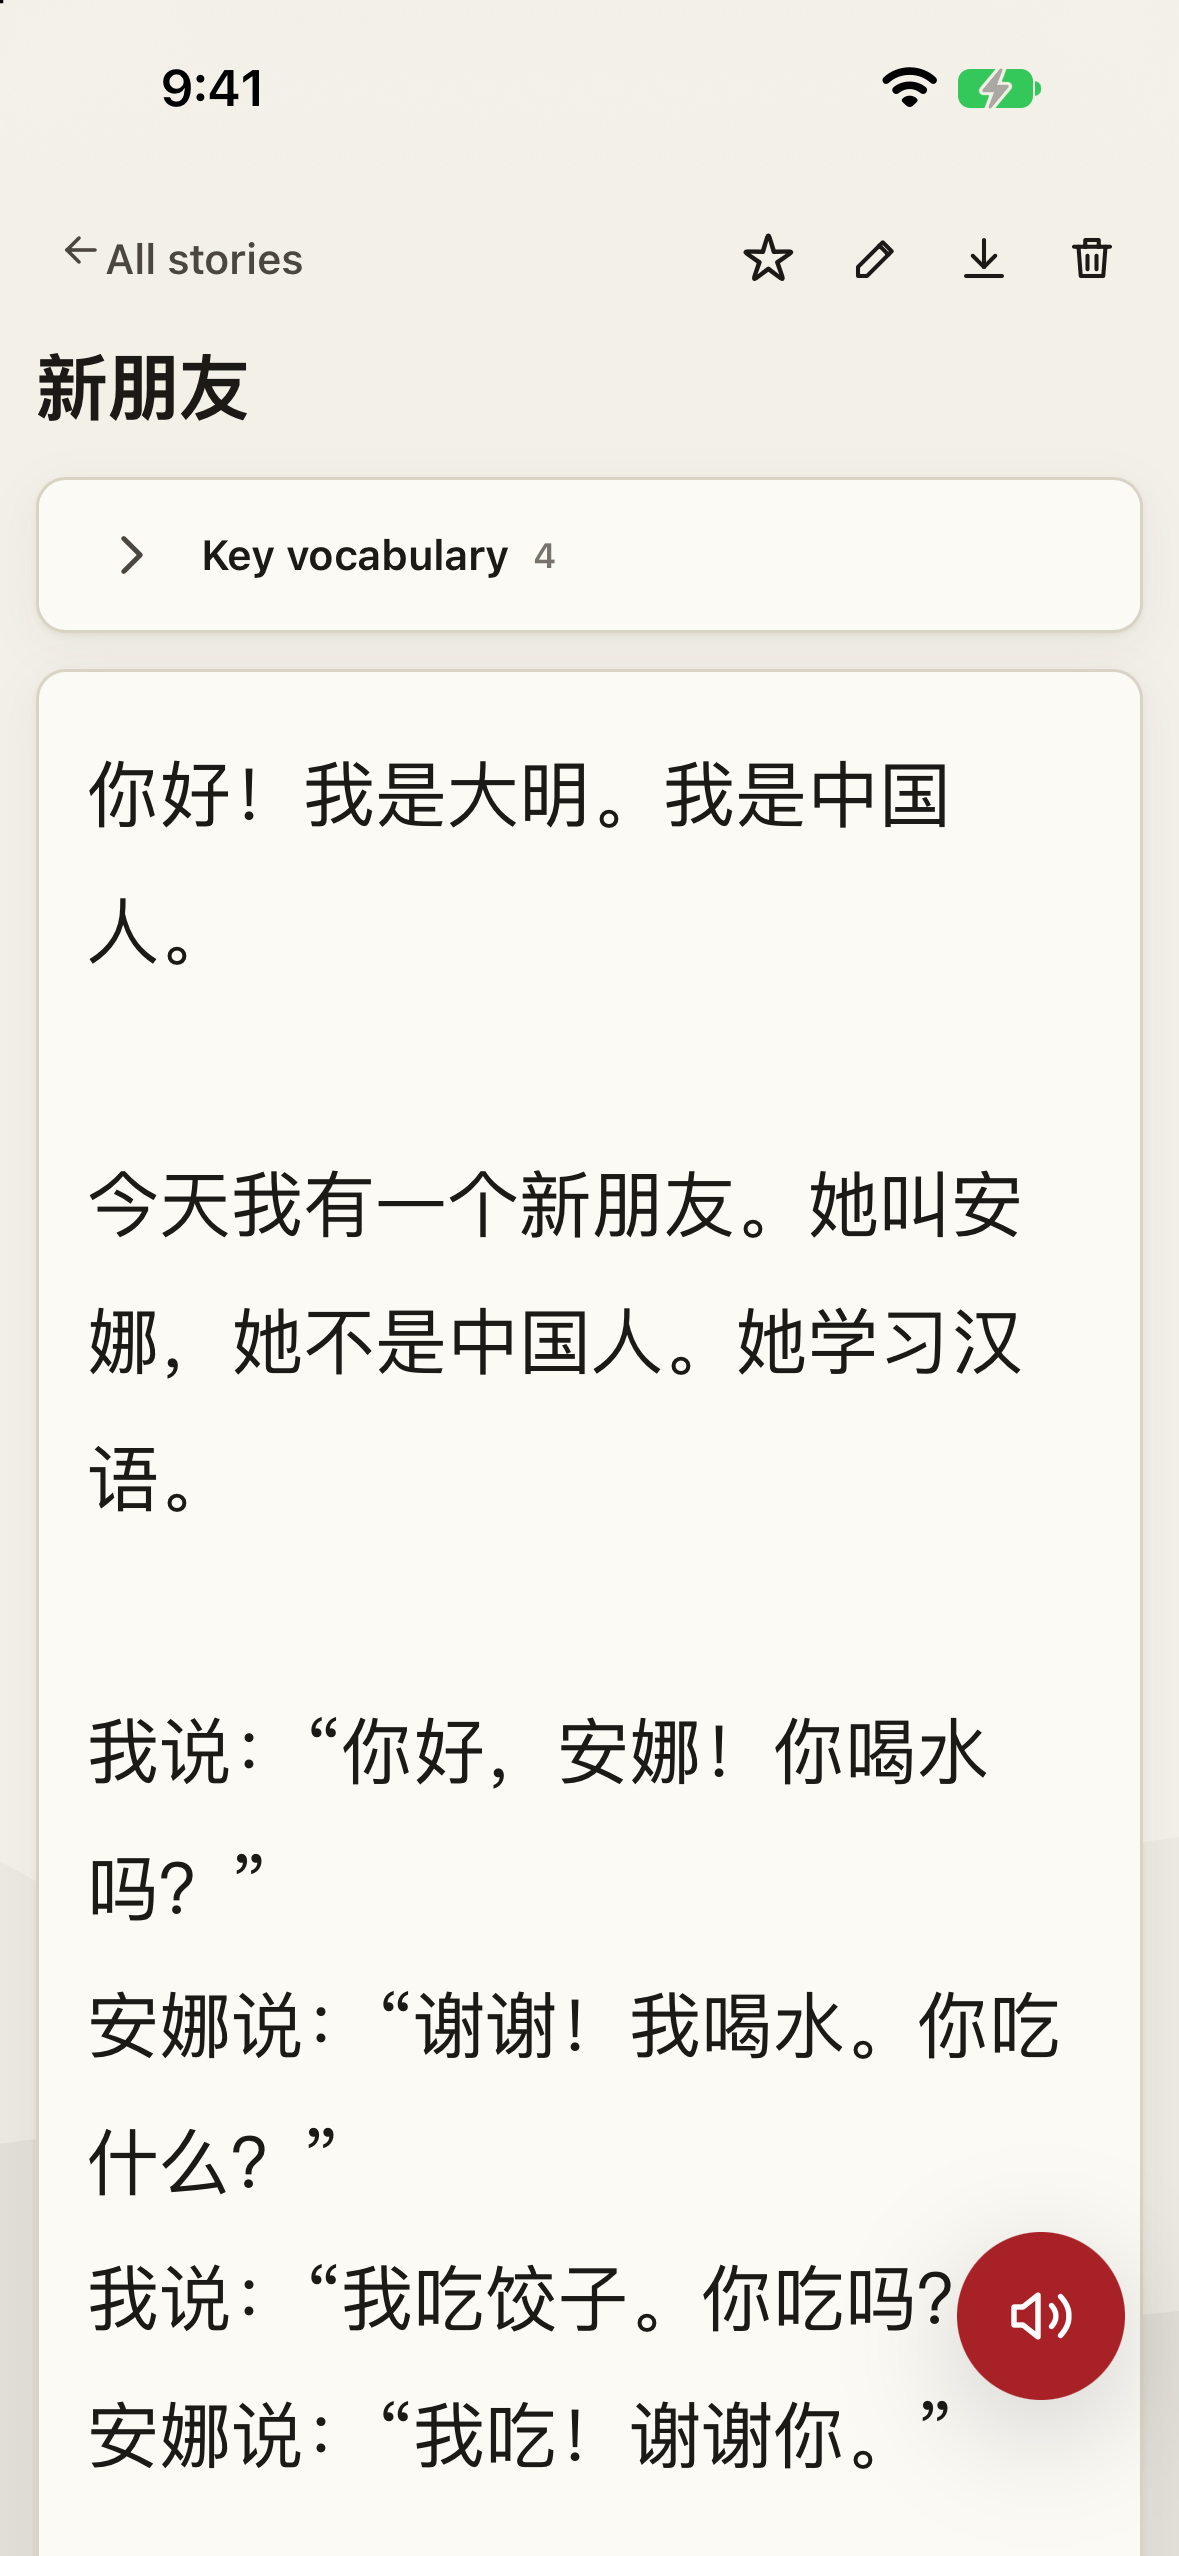 9:41
All stories
新朋友
Key vocabulary 4
你好！我是大明。我是中国
人。
今天我有一个新朋友。她叫安
娜，她不是中国人。她学习汉
语。
我说：“你好，安娜！你喝水
吗？”
安娜说：“谢谢！我喝水。你吃
什么？”
我说：“我吃饺子。你吃吗？
安娜说：“我吃！谢谢你。”